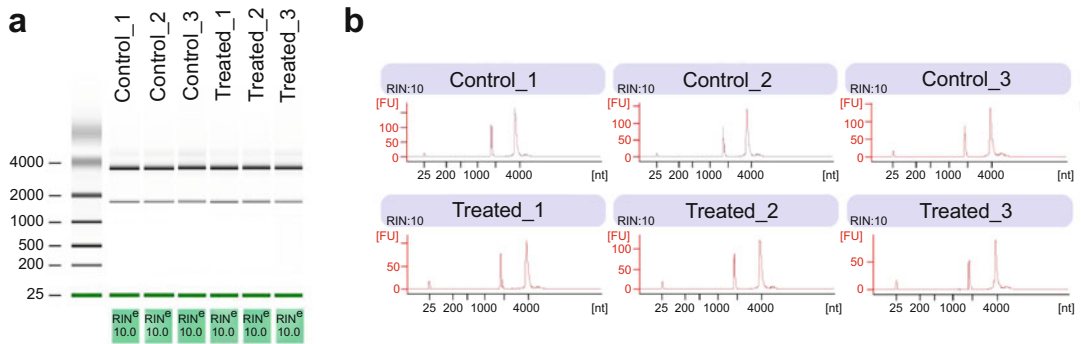 a
Control_1
Control_2
Control_3
Treated_1
Treated_2
Treated_3
4000
2000
1000
500
200
25
RINe 10.0
RINe 10.0
RINe 10.0
RINe 10.0
RINe 10.0
RINe 10.0
b
RIN:10 Control_1
[FU]
100
50
0
25 200 1000 4000 [nt]
RIN:10 Control_2
[FU]
100
50
0
25 200 1000 4000 [nt]
RIN:10 Control_3
[FU]
100
50
0
25 200 1000 4000 [nt]
RIN:10 Treated_1
[FU]
50
0
25 200 1000 4000 [nt]
RIN:10 Treated_2
[FU]
100
50
0
25 200 1000 4000 [nt]
RIN:10 Treated_3
[FU]
50
0
25 200 1000 4000 [nt]